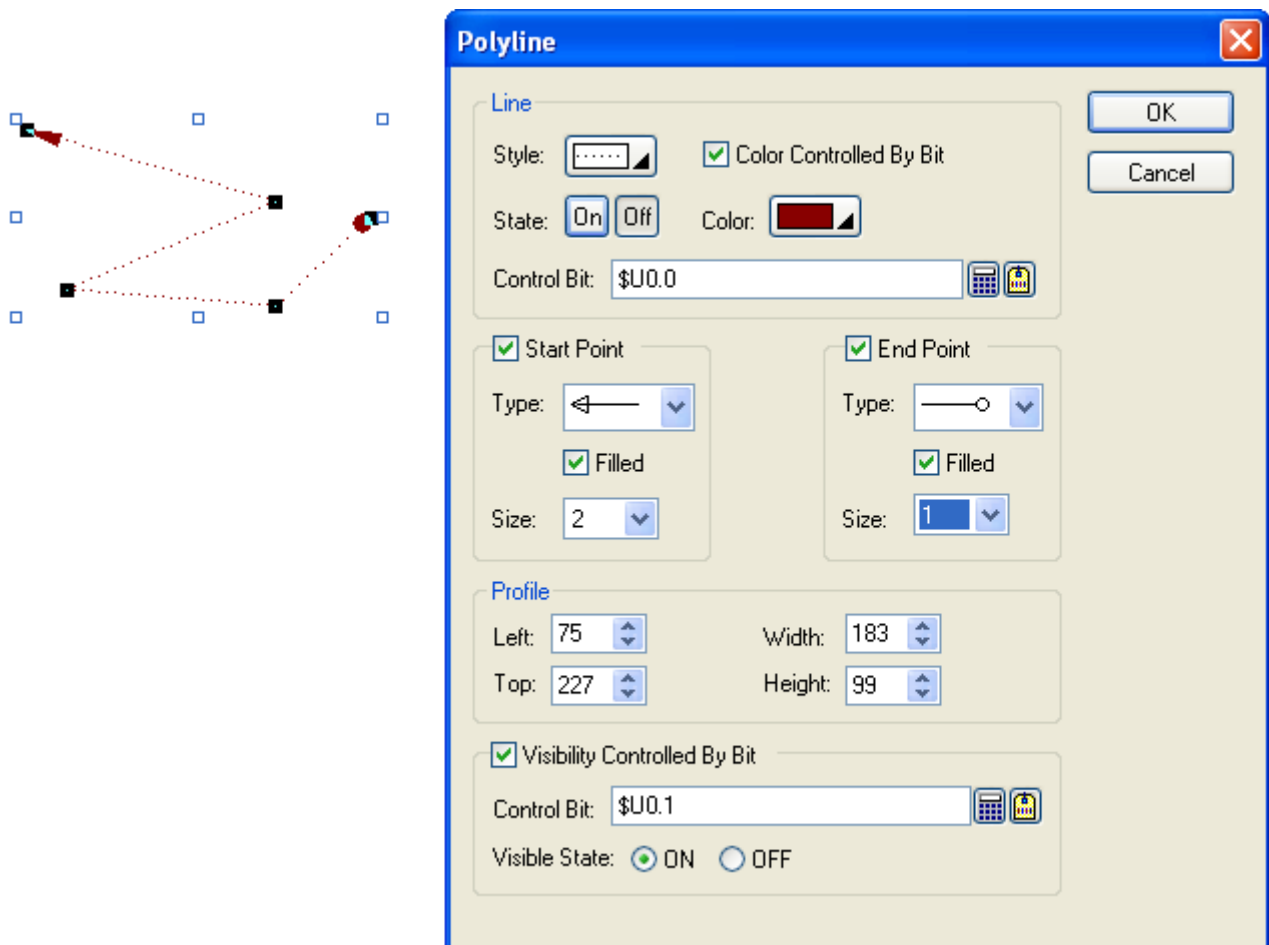 Polyline
Line
OK
Style:
Color Controlled By Bit
Cancel
State: On Off Color:
Control Bit: $U0.0
Start Point
End Point
Type:
Type:
Filled
Filled
Size: 2
Size: 1
Profile
Left: 75 Width: 183
Top: 227 Height: 99
Visibility Controlled By Bit
Control Bit: $U0.1
Visible State: ON OFF